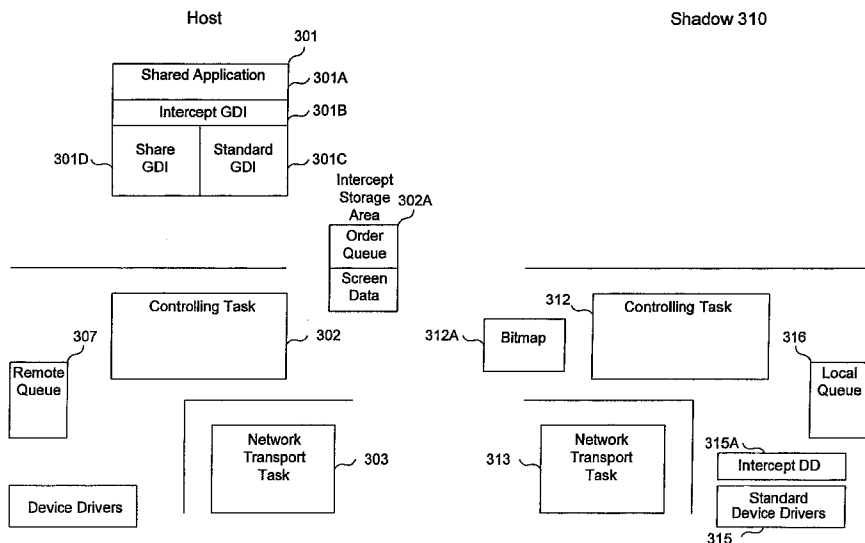 Host
Shadow 310
301
Shared Application
301A
Intercept GDI
301B
301D
Share
GDI
Standard
GDI
301C
Intercept
Storage
Area
302A
Order
Queue
Screen
Data
Controlling Task
302
307
Remote
Queue
312
Controlling Task
312A
Bitmap
316
Local
Queue
Network
Transport
Task
303
313
Network
Transport
Task
315A
Intercept DD
Device Drivers
Standard
Device Drivers
315